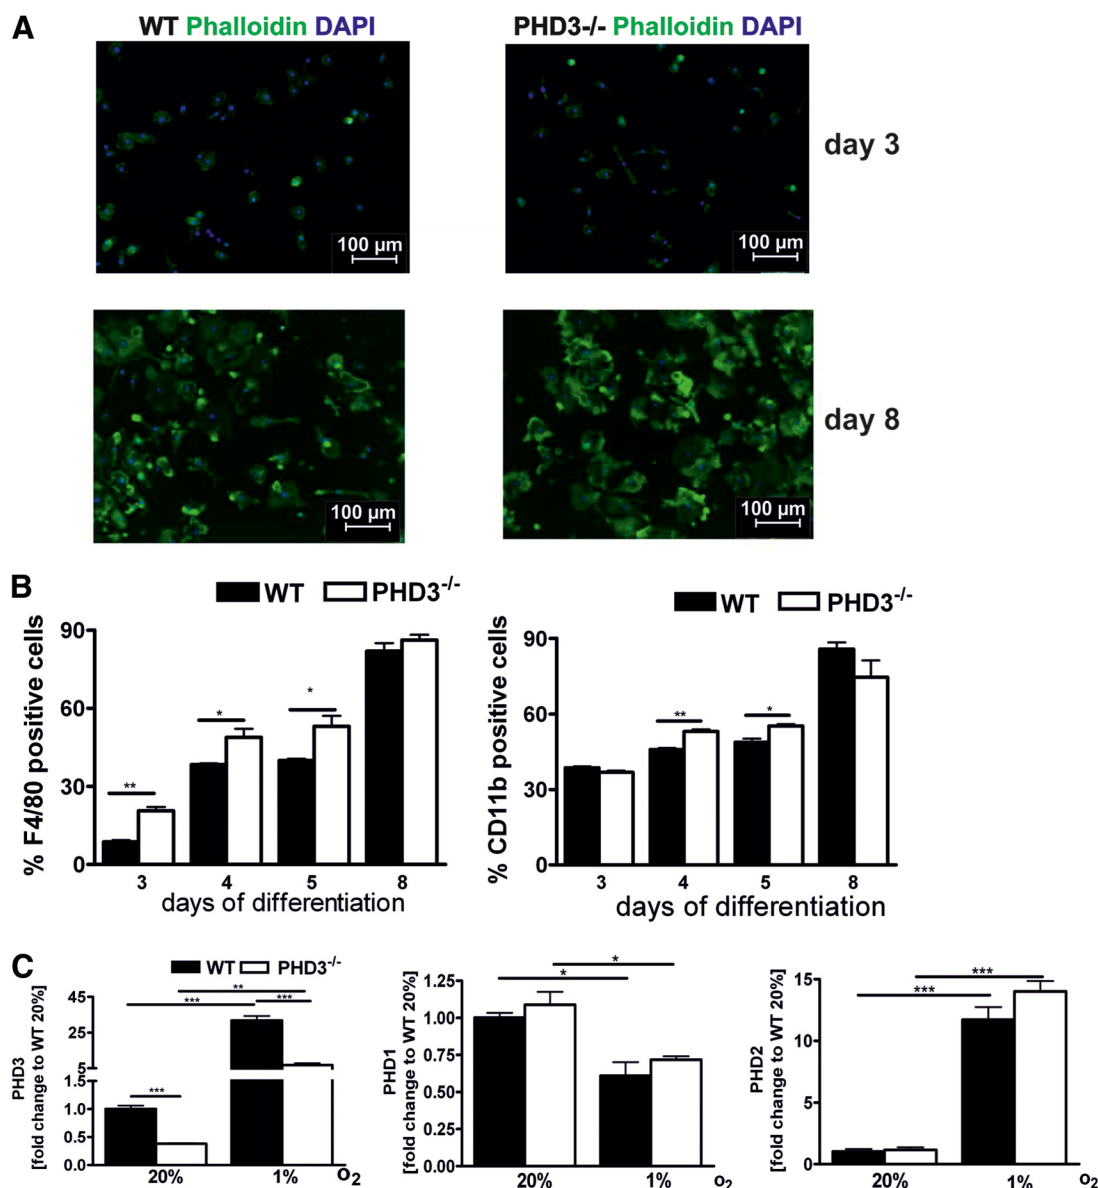 A
WT Phalloidin DAPI
PHD3-/- Phalloidin DAPI
100 µm
100 µm
day 3
100 µm
100 µm
day 8
B
WT PHD3-/-
% F4/80 positive cells
90
60
30
0
**
*
*
3 4 5 8
days of differentiation
WT PHD3-/-
% CD11b positive cells
90
60
30
0
**
*
3 4 5 8
days of differentiation
C
WT PHD3-/-
PHD3
[fold change to WT 20%]
45
25
5
1.5
1.0
0.5
0.0
**
*** ***
***
20% 1% O2
PHD1
[fold change to WT 20%]
1.25
1.00
0.75
0.50
0.25
0.00
*
*
20% 1% O2
PHD2
[fold change to WT 20%]
15
10
5
0
***
***
20% 1% O2